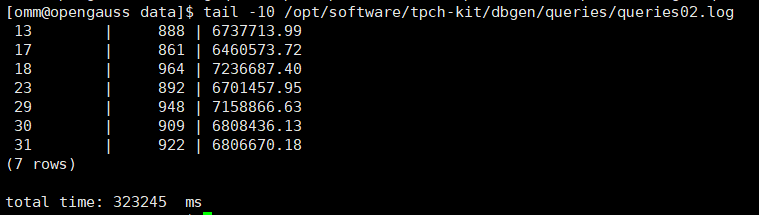 [omm@opengauss data]$ tail -10 /opt/software/tpch-kit/dbgen/queries/queries02.log
 13        |     888 | 6737713.99
 17        |     861 | 6460573.72
 18        |     964 | 7236687.40
 23        |     892 | 6701457.95
 29        |     948 | 7158866.63
 30        |     909 | 6808436.13
 31        |     922 | 6806670.18
(7 rows)
total time: 323245  ms